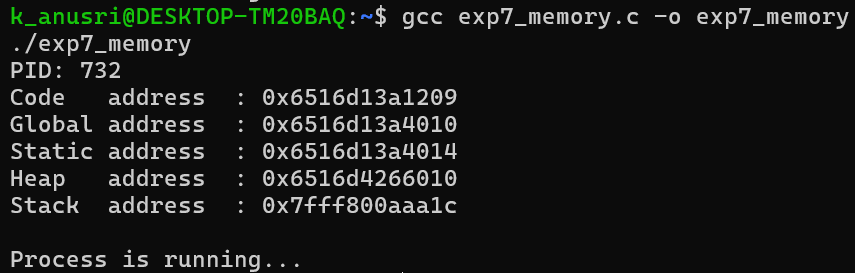 k_anusri@DESKTOP-TM20BAQ:~$ gcc exp7_memory.c -o exp7_memory
./exp7_memory
PID: 732
Code   address  : 0x6516d13a1209
Global address  : 0x6516d13a4010
Static address  : 0x6516d13a4014
Heap   address  : 0x6516d4266010
Stack  address  : 0x7fff800aaa1c
Process is running...